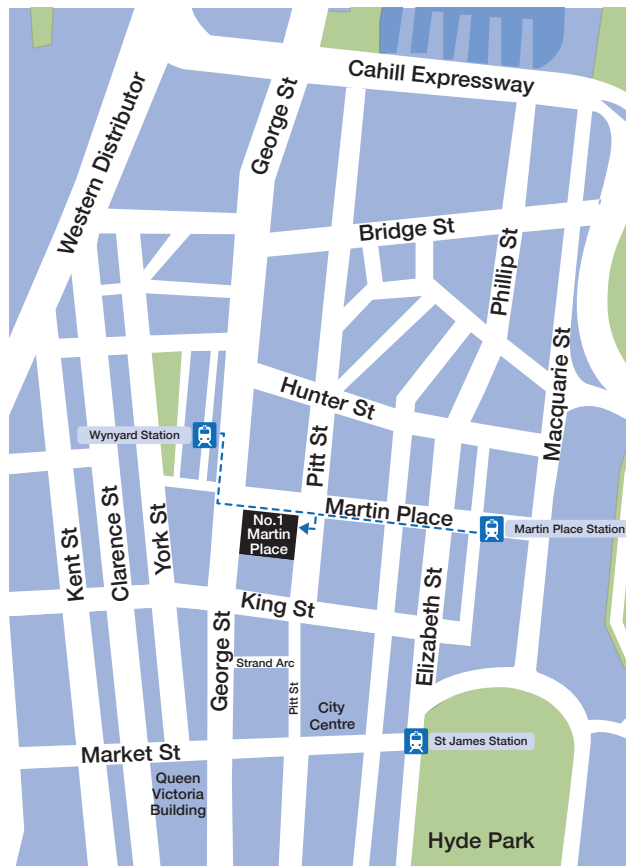 Cahill Expressway
George St
Western Distributor
Bridge St
Phillip St
Macquarie St
Hunter St
Wynyard Station
Pitt St
Martin Place
Martin Place Station
No.1
Martin
Place
Kent St
Clarence St
York St
King St
Elizabeth St
George St
Strand Arc
Pitt St
City
Centre
St James Station
Market St
Queen
Victoria
Building
Hyde Park